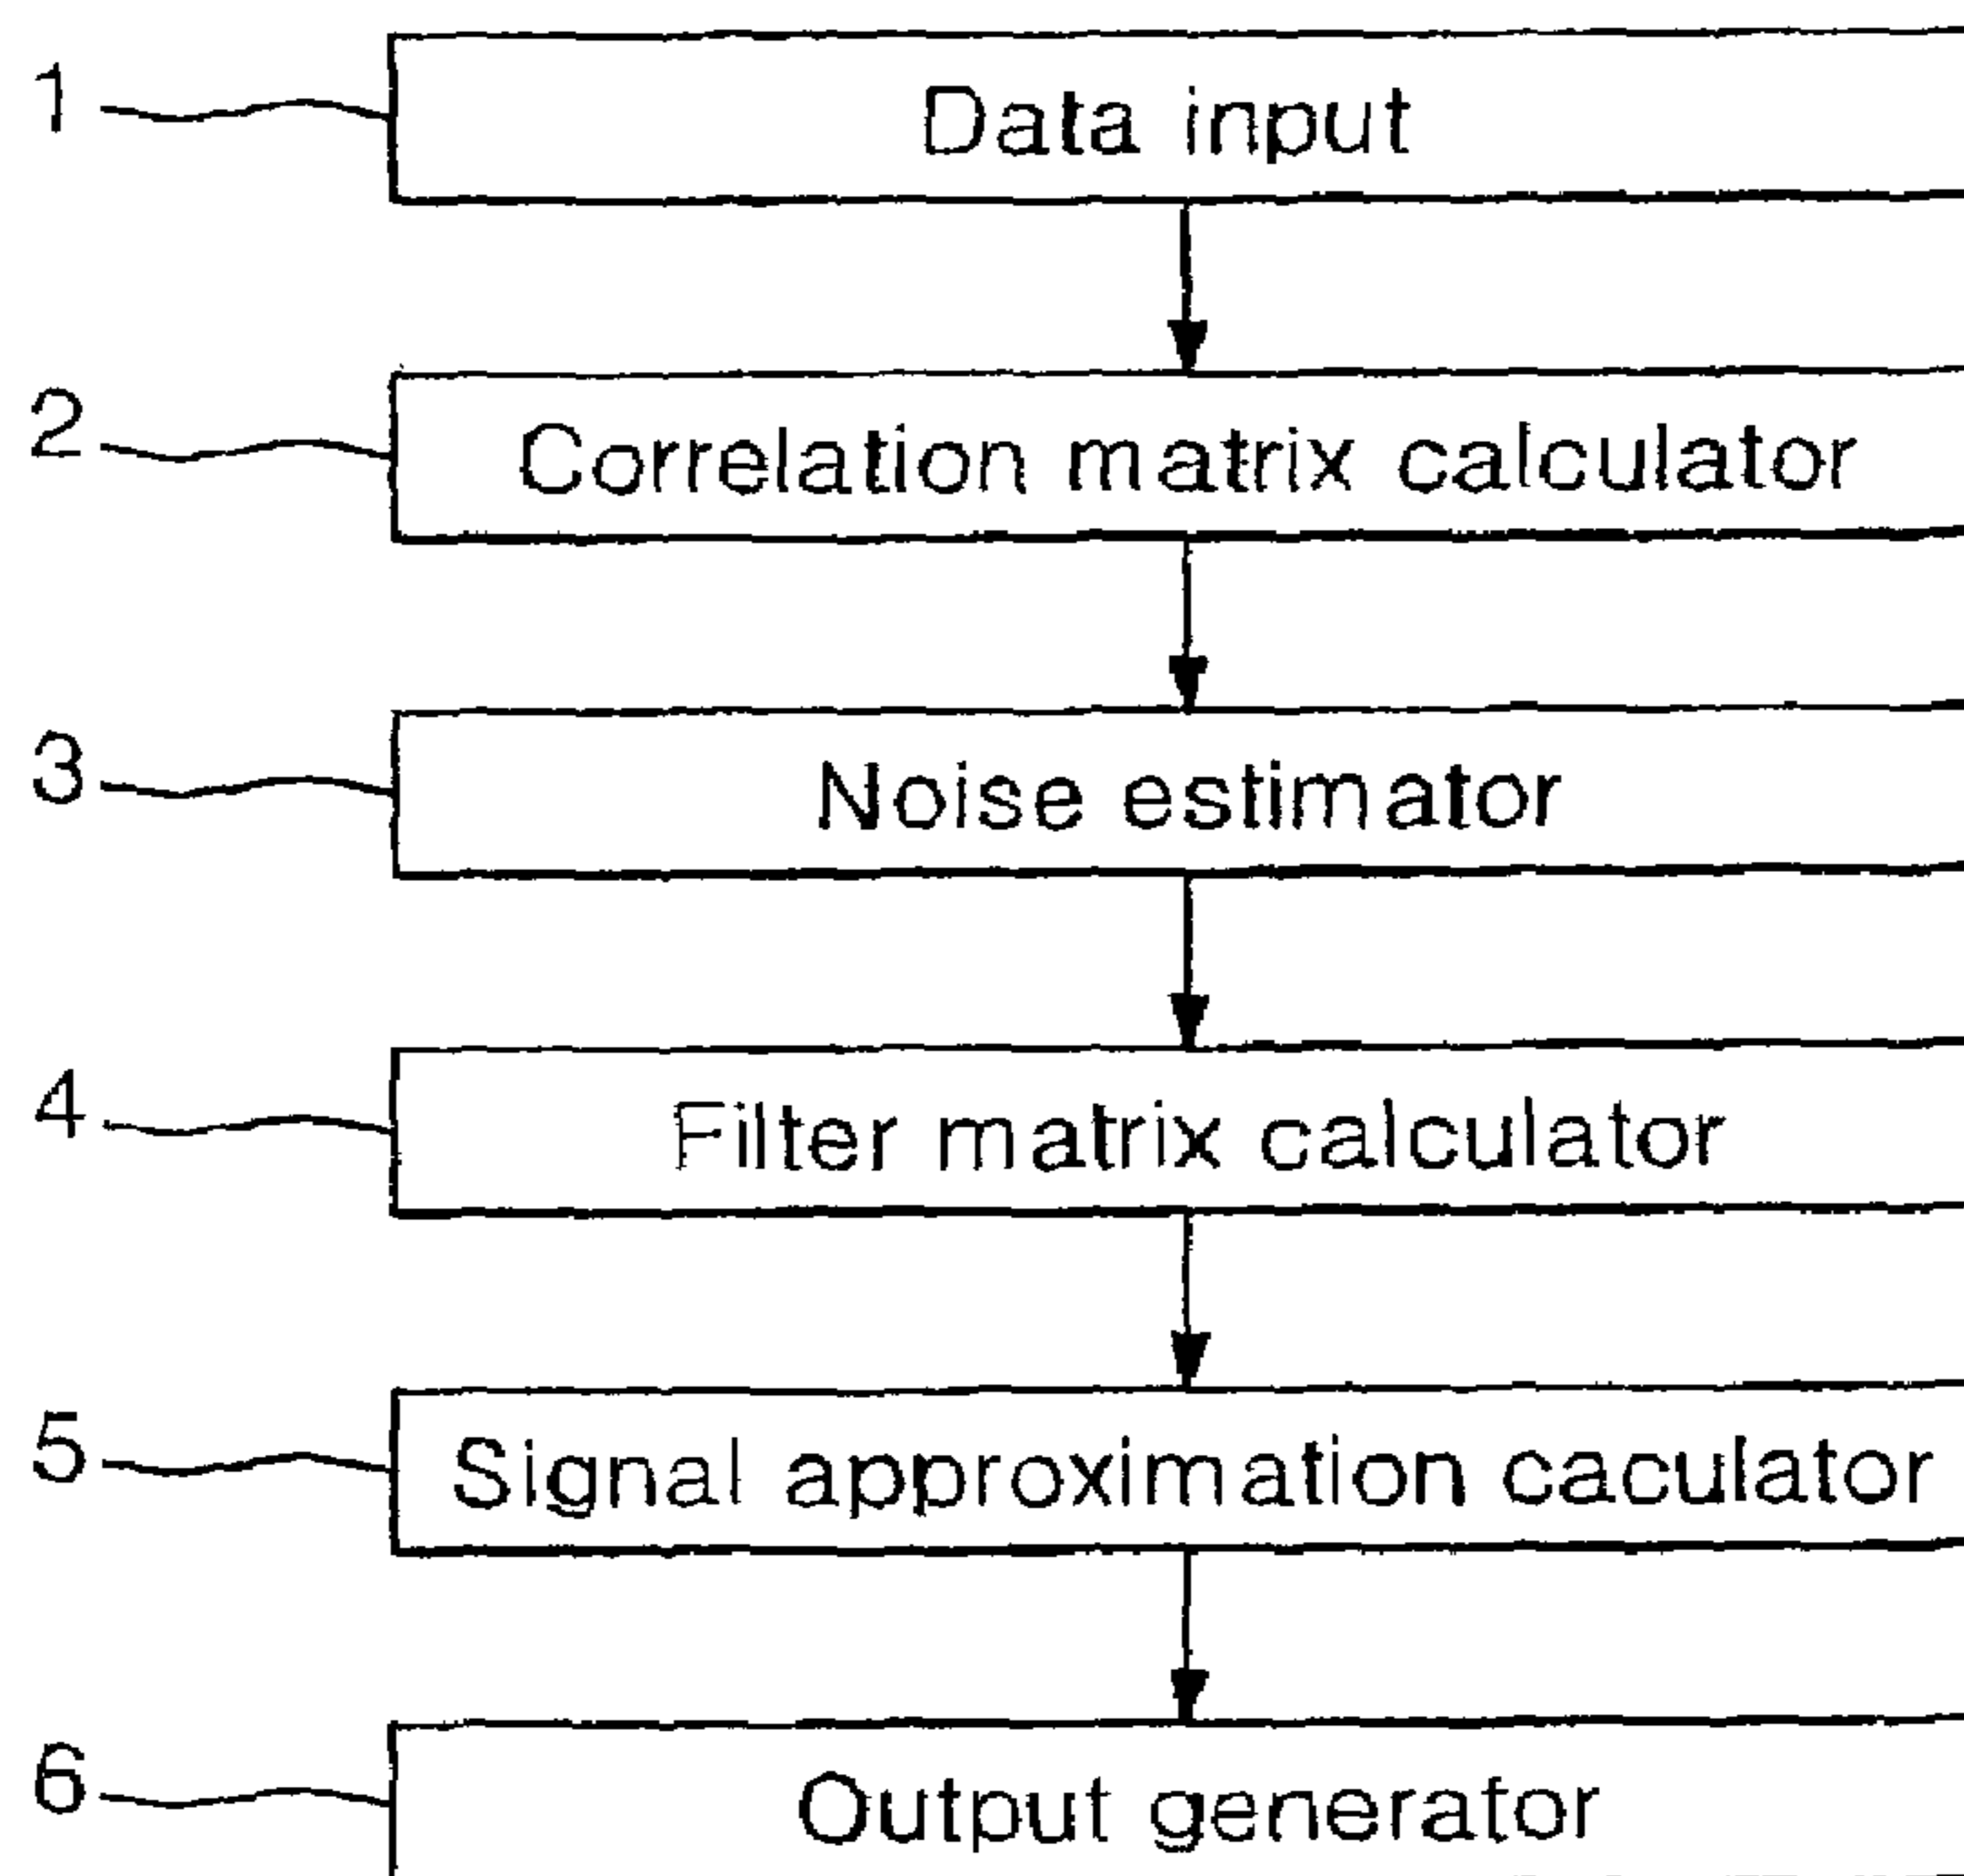 1 Data input
2 Correlation matrix calculator
3 Noise estimator
4 Filter matrix calculator
5 Signal approximation caculator
6 Output generator